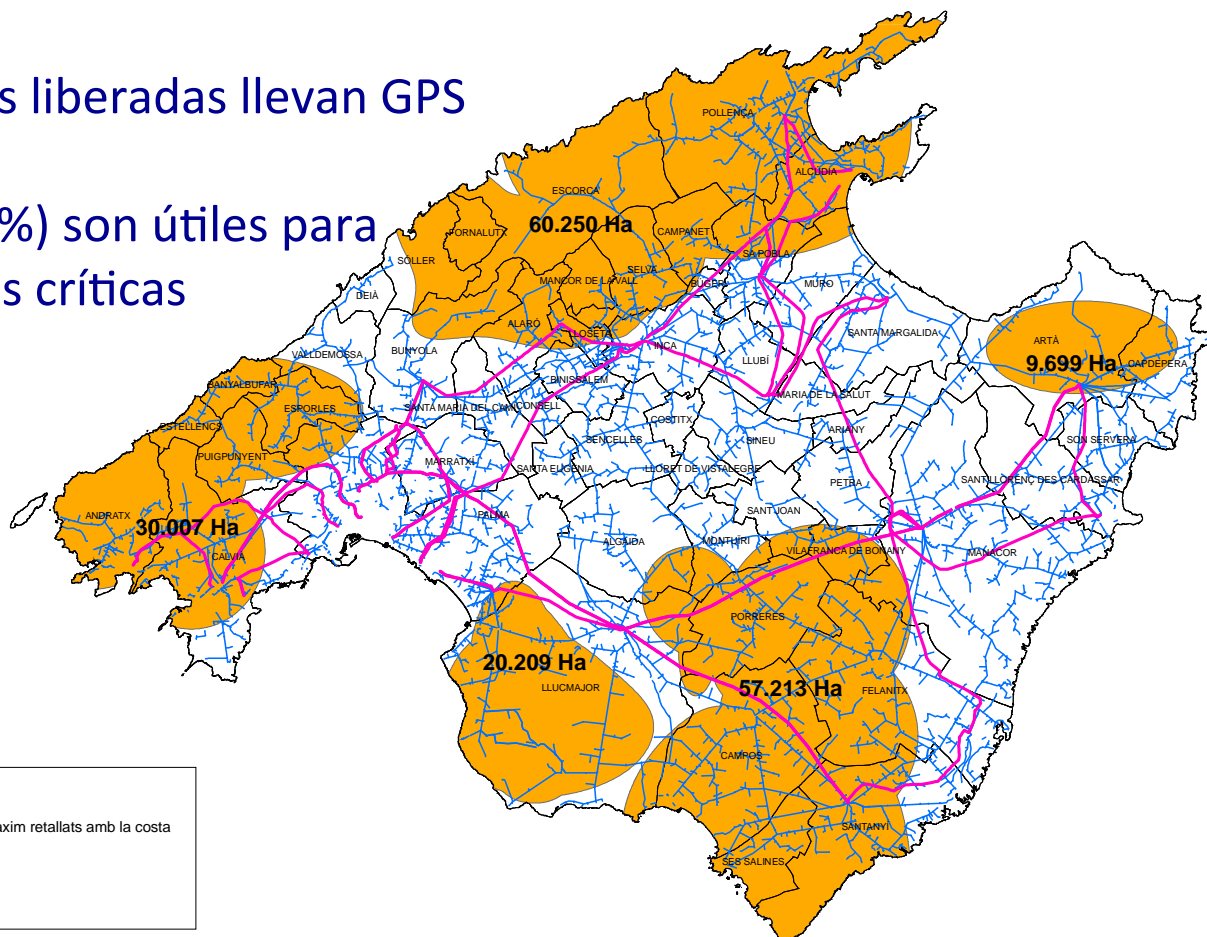 s liberadas llevan GPS
%) son útiles para
s críticas
POLLENÇA
ALCÚDIA
ESCORCA
60.250 Ha
FORNALUTX
CAMPANET
SÓLLER
SA POBLA
SELVA
MANCOR DE LA VALL
BÚGER
MURO
DEIÀ
ALARÓ
LLOSETA
SANTA MARGALIDA
ARTÀ
VALLDEMOSSA
BUNYOLA
INCA
LLUBÍ
9.699 Ha
CAPDEPERA
BANYALBUFAR
BINISSALEM
MARIA DE LA SALUT
ESPORLES
SANTA MARIA DEL CAMÍ
CONSELL
COSTITX
ESTELLENCS
SENCELLES
SINEU
ARIANY
SON SERVERA
PUIGPUNYENT
MARRATXÍ
SANTA EUGÈNIA
LLORET DE VISTALEGRE
PETRA
SANT LLORENÇ DES CARDASSAR
ANDRATX
30.007 Ha
PALMA
SANT JOAN
CALVIÀ
ALGAIDA
MONTUÏRI
VILAFRANCA DE BONANY
MANACOR
PORRERES
20.209 Ha
LLUCMAJOR
57.213 Ha
FELANITX
CAMPOS
SANTANYÍ
SES SALINES
àxim retallats amb la costa